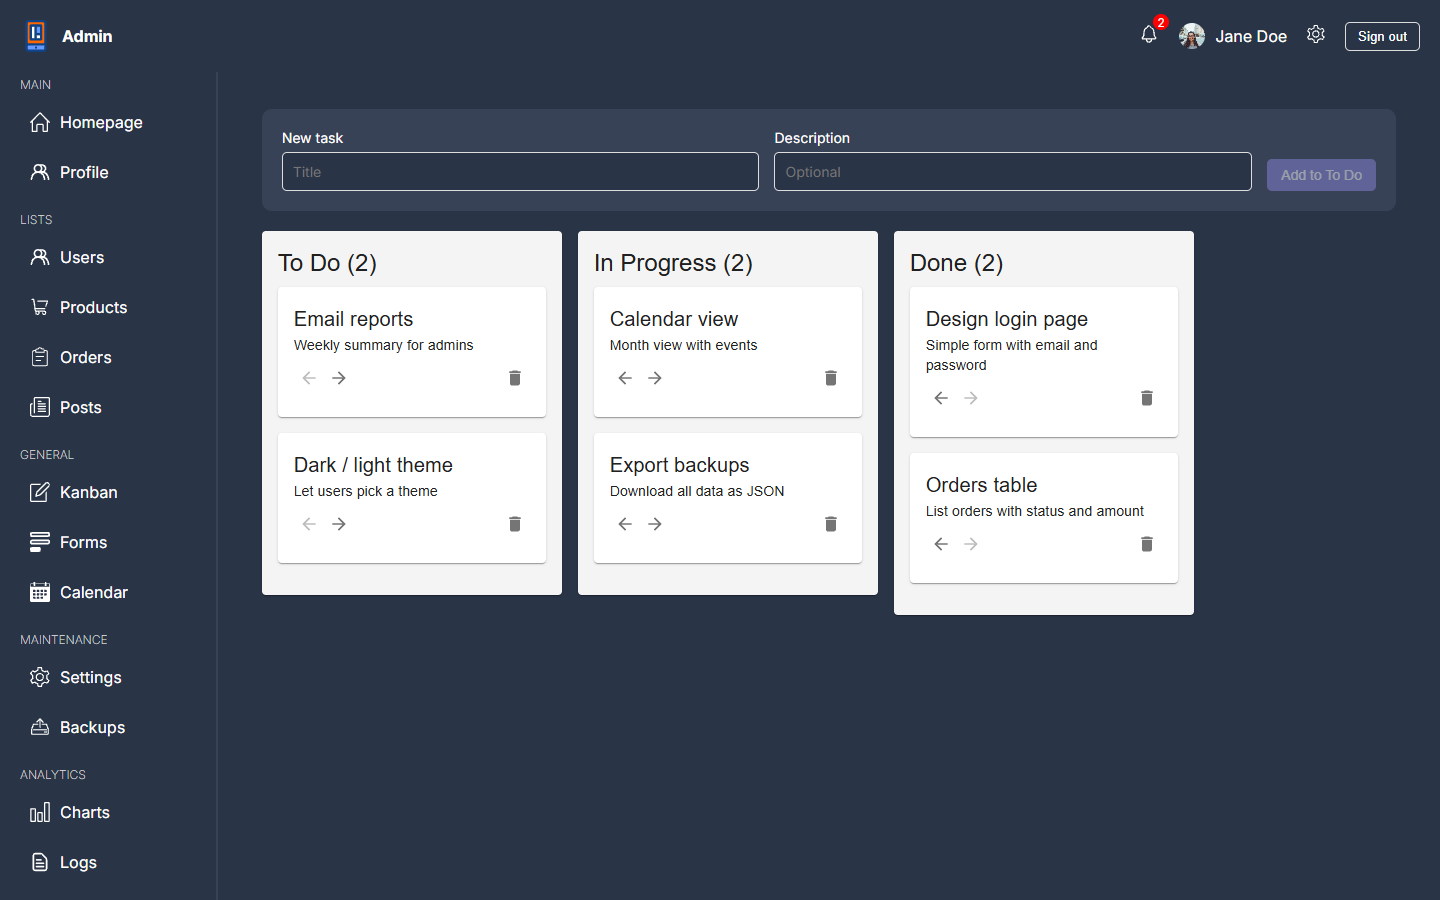 Admin
2
Jane Doe
Sign out
MAIN
Homepage
Profile
LISTS
Users
Products
Orders
Posts
GENERAL
Kanban
Forms
Calendar
MAINTENANCE
Settings
Backups
ANALYTICS
Charts
Logs
New task
Title
Description
Optional
Add to To Do
To Do (2)
Email reports
Weekly summary for admins
Dark / light theme
Let users pick a theme
In Progress (2)
Calendar view
Month view with events
Export backups
Download all data as JSON
Done (2)
Design login page
Simple form with email and
password
Orders table
List orders with status and amount